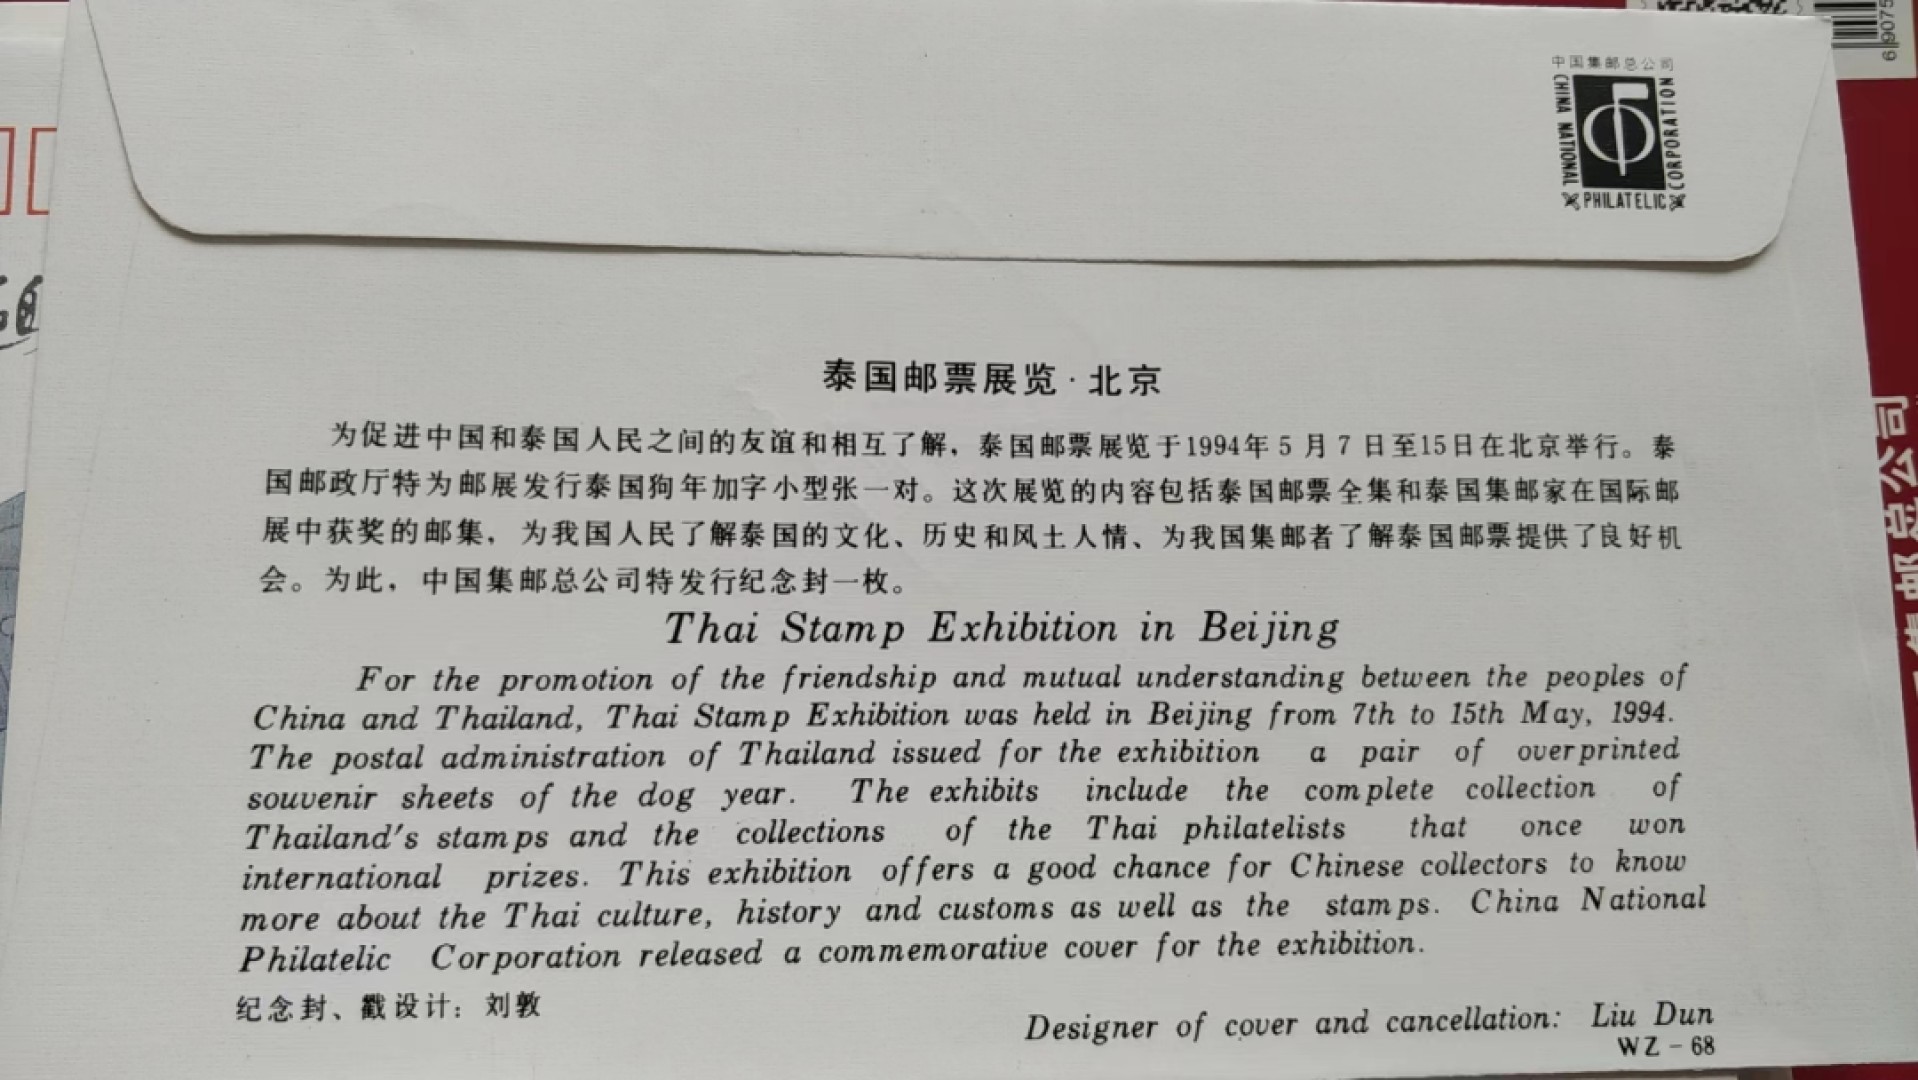 中国集邮总公司
CHINA NATIONAL
PHILATELIC
CORPORATION
泰国邮票展览·北京
为促进中国和泰国人民之间的友谊和相互了解，泰国邮票展览于1994年5月7日至15日在北京举行。泰
国邮政厅特为邮展发行泰国狗年加字小型张一对。这次展览的内容包括泰国邮票全集和泰国集邮家在国际邮
展中获奖的邮集，为我国人民了解泰国的文化、历史和风土人情、为我国集邮者了解泰国邮票提供了良好机
会。为此，中国集邮总公司特发行纪念封一枚。
Thai Stamp Exhibition in Beijing
For the promotion of the friendship and mutual understanding between the peoples of
China and Thailand, Thai Stamp Exhibition was held in Beijing from 7th to 15th May, 1994.
The postal administration of Thailand issued for the exhibition a pair of overprinted
souvenir sheets of the dog year. The exhibits include the complete collection of
Thailand's stamps and the collections of the Thai philatelists that once won
international prizes. This exhibition offers a good chance for Chinese collectors to know
more about the Thai culture, history and customs as well as the stamps. China National
Philatelic Corporation released a commemorative cover for the exhibition.
纪念封、戳设计：刘敦
Designer of cover and cancellation: Liu Dun
WZ-68
集邮总公司
69075